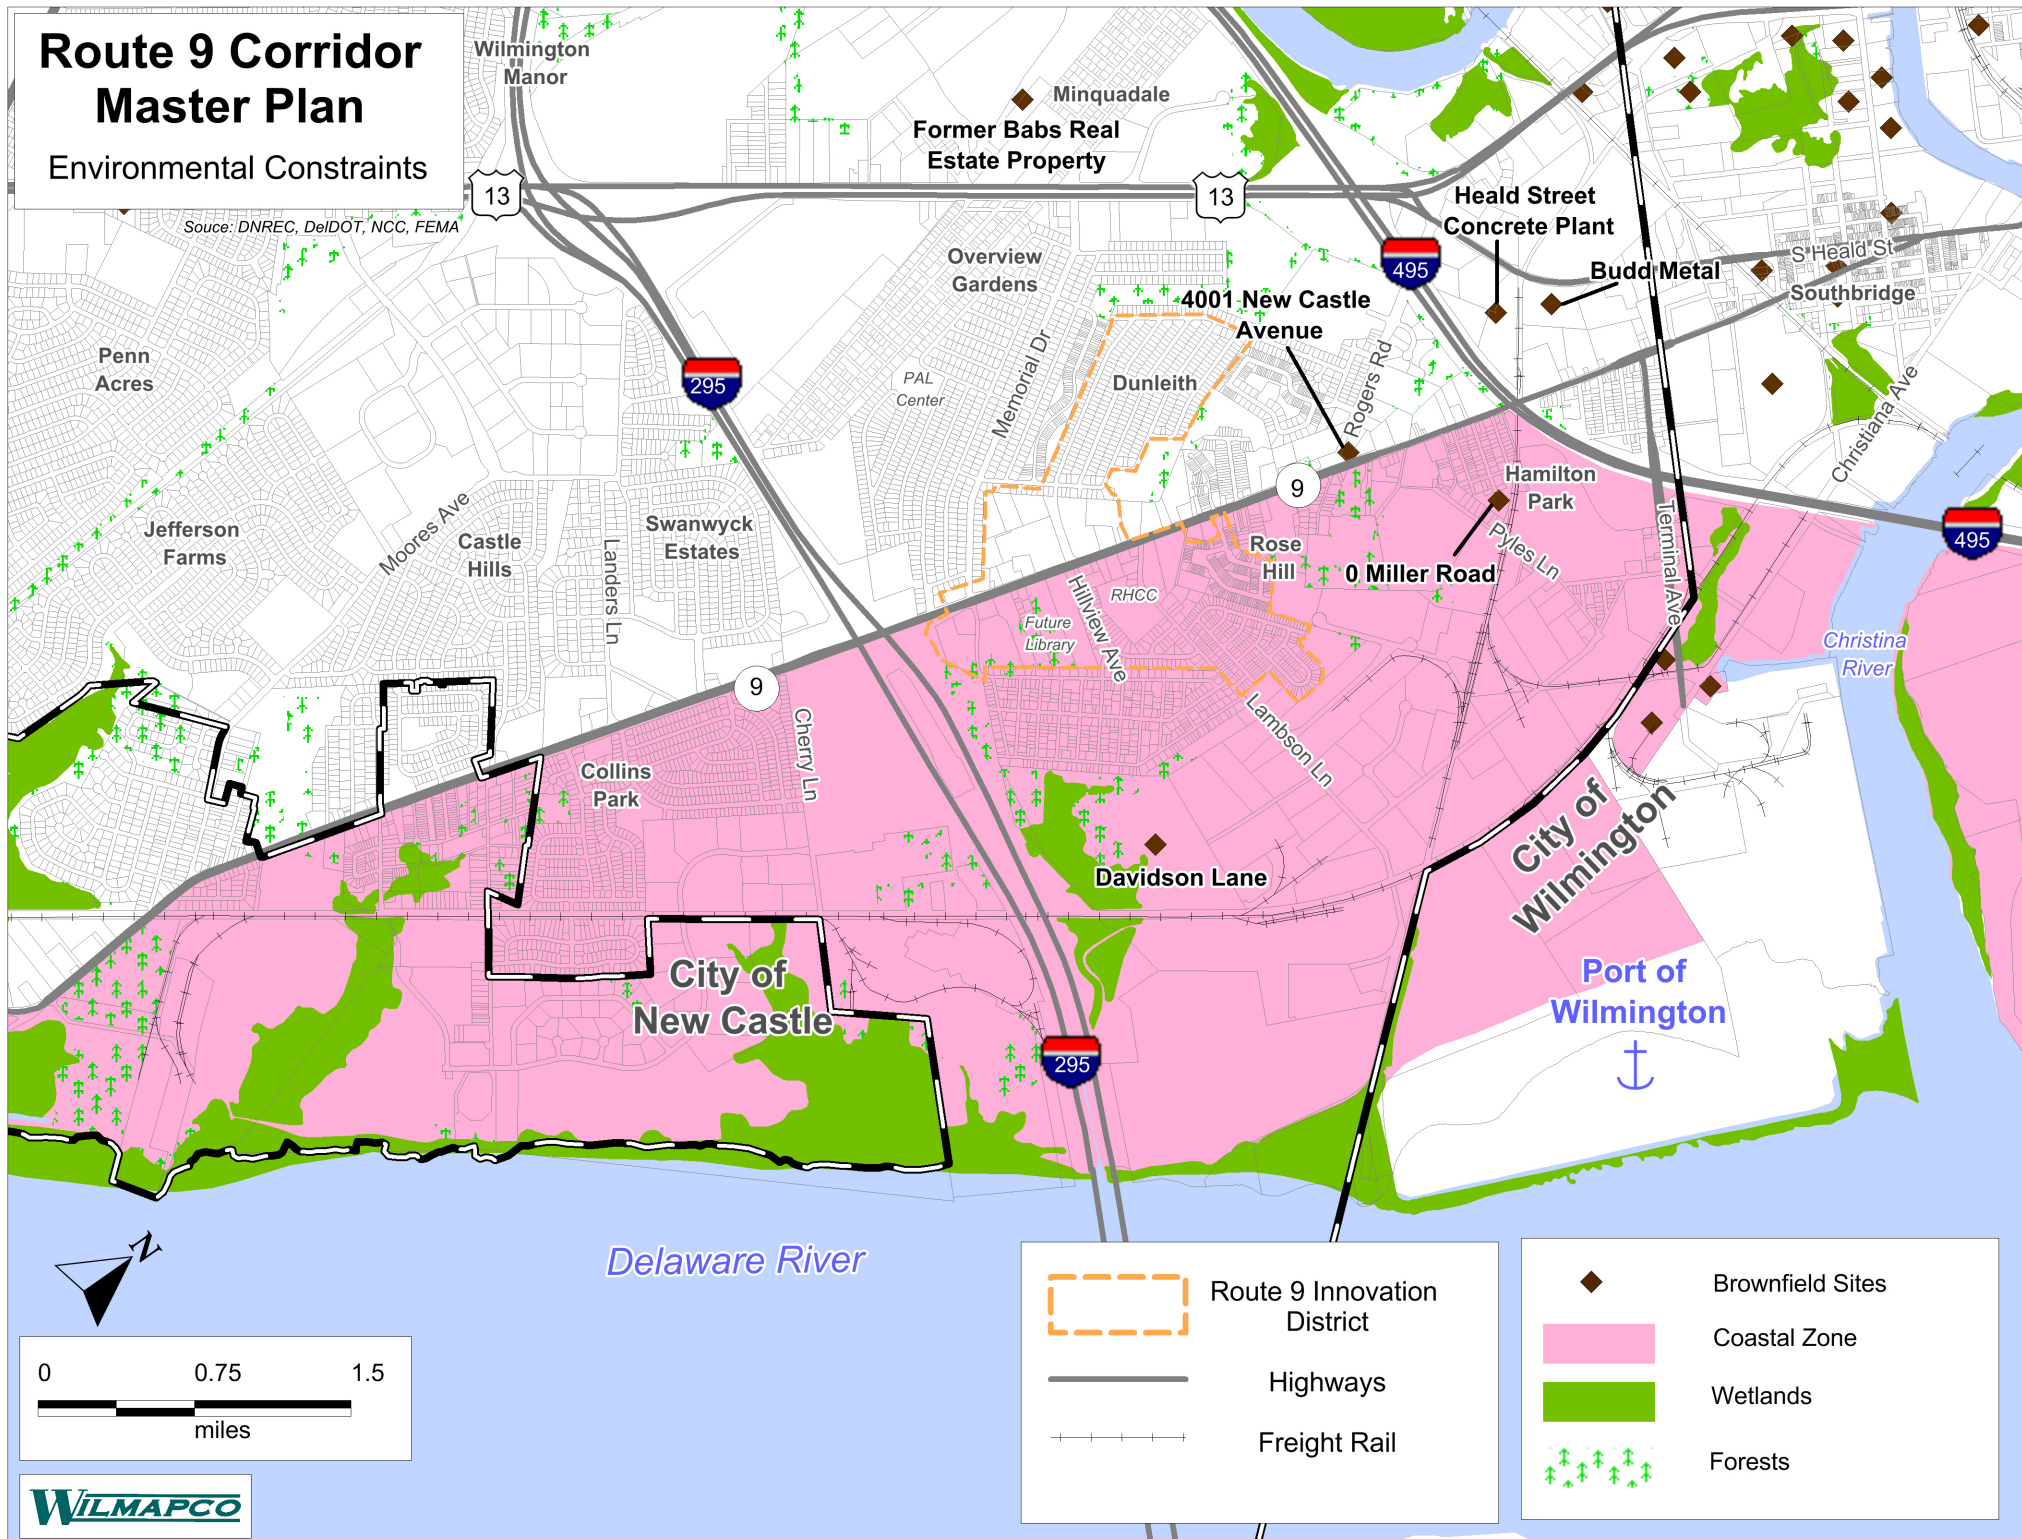 Route 9 Corridor
Master Plan
Environmental Constraints
Souce: DNREC, DelDOT, NCC, FEMA
Wilmington
Manor
13
Minquadale
Former Babs Real
Estate Property
13
Heald Street
Concrete Plant
495
Budd Metal
S Heald St
Southbridge
Overview
Gardens
4001 New Castle
Avenue
Penn
Acres
295
PAL
Center
Memorial Dr
Dunleith
Rogers Rd
Christiana Ave
Jefferson
Farms
Moores Ave
Castle
Hills
Landers Ln
Swanwyck
Estates
9
Hamilton
Park
Rose
Hill
0 Miller Road
Pyles Ln
Terminal Ave
495
RHCC
Future
Library
Hillview Ave
Christina
River
9
Cherry Ln
Lambson Ln
Collins
Park
Davidson Lane
City of
Wilmington
City of
New Castle
Port of
Wilmington
295
Delaware River
N
0
0.75
1.5
miles
WILMAPCO
Route 9 Innovation
District
Highways
Freight Rail
Brownfield Sites
Coastal Zone
Wetlands
Forests